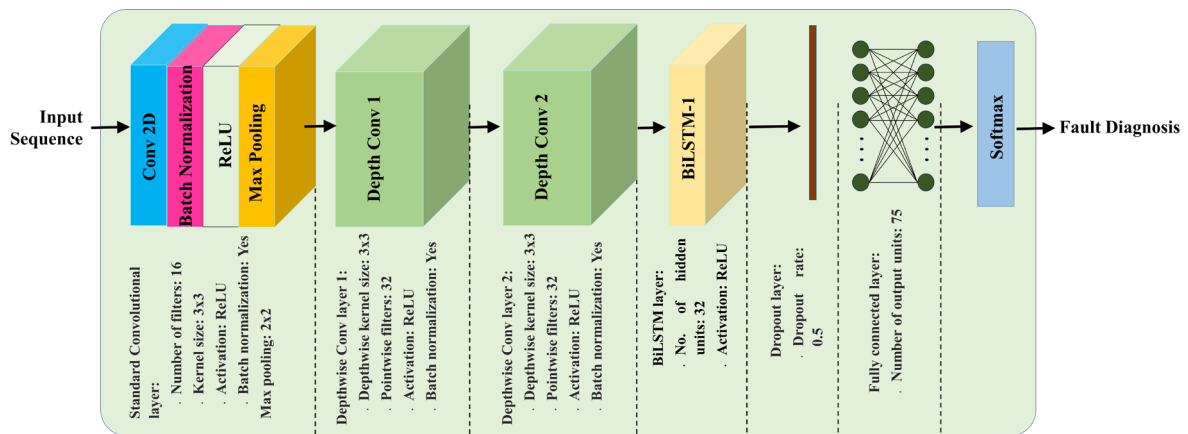 Input
Sequence
Conv 2D
Batch Normalization
ReLU
Max Pooling
Depth Conv 1
Depth Conv 2
BiLSTM-1
Softmax
Fault Diagnosis
Standard Convolutional
layer:
. Number of filters: 16
. Kernel size: 3x3
. Activation: ReLU
. Batch normalization: Yes
Max pooling: 2x2
Depthwise Conv layer 1:
. Depthwise kernel size: 3x3
. Pointwise filters: 32
. Activation: ReLU
. Batch normalization: Yes
Depthwise Conv layer 2:
. Depthwise kernel size: 3x3
. Pointwise filters: 32
. Activation: ReLU
. Batch normalization: Yes
BiLSTM layer:
. No. of hidden
units: 32
. Activation: ReLU
Dropout layer:
. Dropout rate:
0.5
Fully connected layer:
. Number of output units: 75